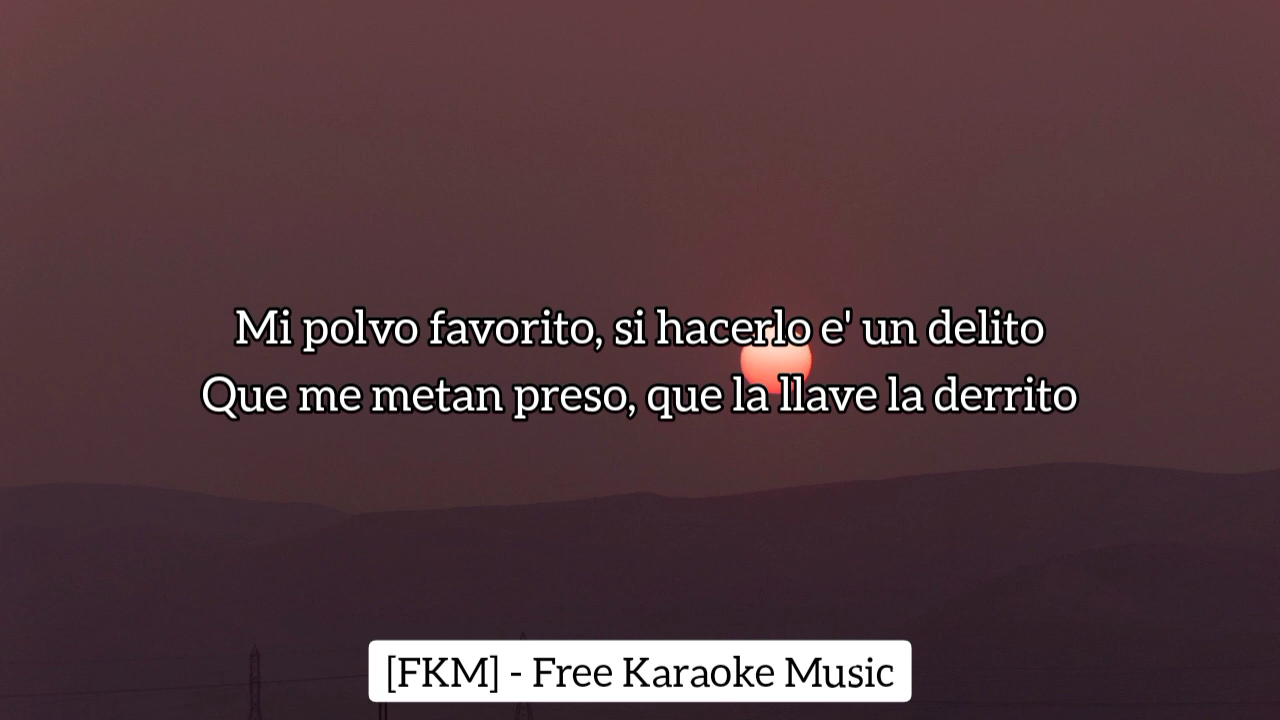 Mi polvo favorito, si hacerlo e' un delito
Que me metan preso, que la llave la derrito
[FKM] - Free Karaoke Music